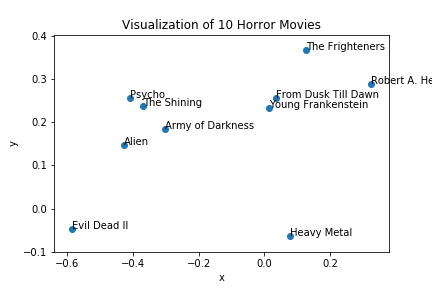 Visualization of 10 Horror Movies
0.4
The Frighteners
0.3
Robert A. He
Psycho
From Dusk Till Dawn
The Shining
Young Frankenstein
0.2
Army of Darkness
y
Alien
0.1
0.0
Evil Dead II
Heavy Metal
−0.1
−0.6
−0.4
−0.2
0.0
0.2
x